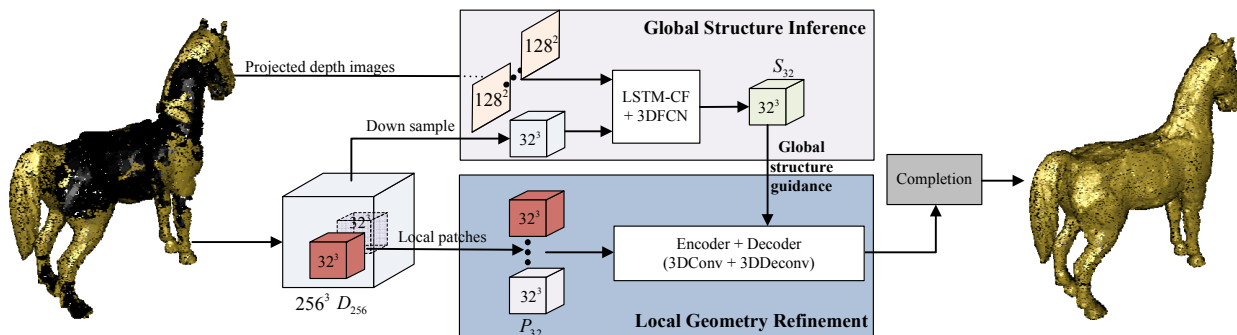 Global Structure Inference
128²
128²
Projected depth images
S₃₂
32³
LSTM-CF
+ 3DFCN
Down sample
32³
Global
structure
guidance
Completion
32³
32³
256³ D₂₅₆
Local patches
32³
32³
P₃₂
Encoder + Decoder
(3DConv + 3DDeconv)
Local Geometry Refinement